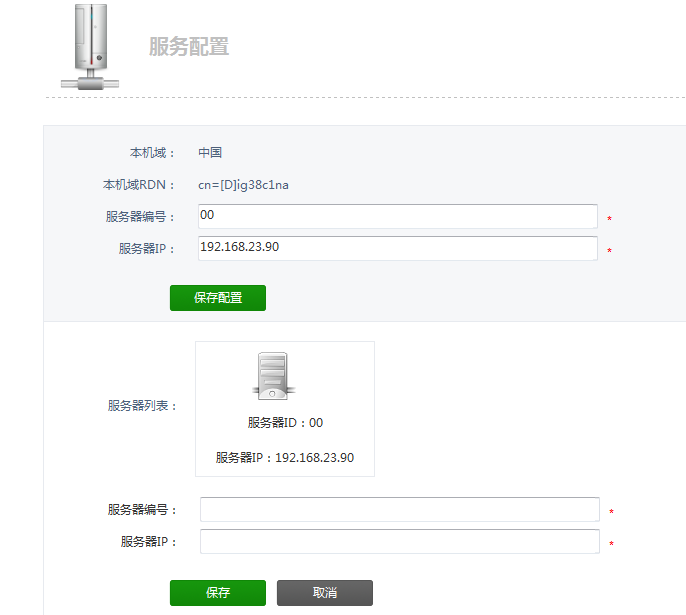 服务配置
本机域： 中国
本机域RDN： cn=[D]ig38c1na
服务器编号： 00 *
服务器IP： 192.168.23.90 *
保存配置
服务器列表：
服务器ID：00
服务器IP：192.168.23.90
服务器编号： *
服务器IP： *
保存 取消